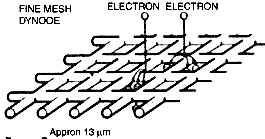 FINE MESH
DYNODE
ELECTRON ELECTRON
Appron 13 µm